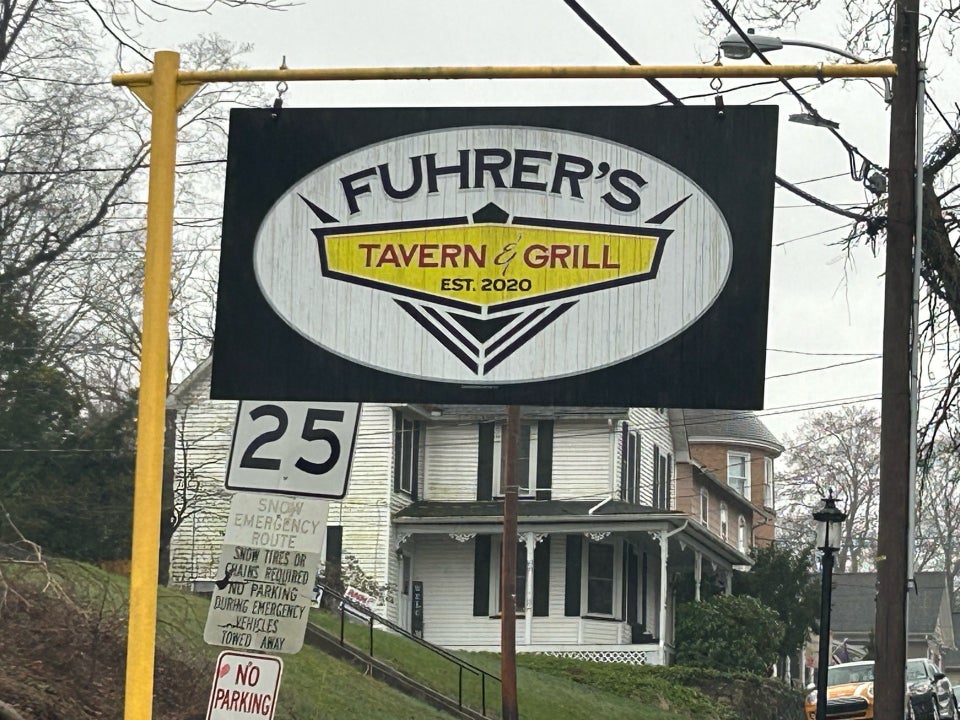 FUHRER'S
TAVERN & GRILL
EST. 2020
25
SNOW
EMERGENCY
ROUTE
SNOW TIRES OR
CHAINS REQUIRED
NO PARKING
DURING EMERGENCY
VEHICLES
TOWED AWAY
NO
PARKING
WELC